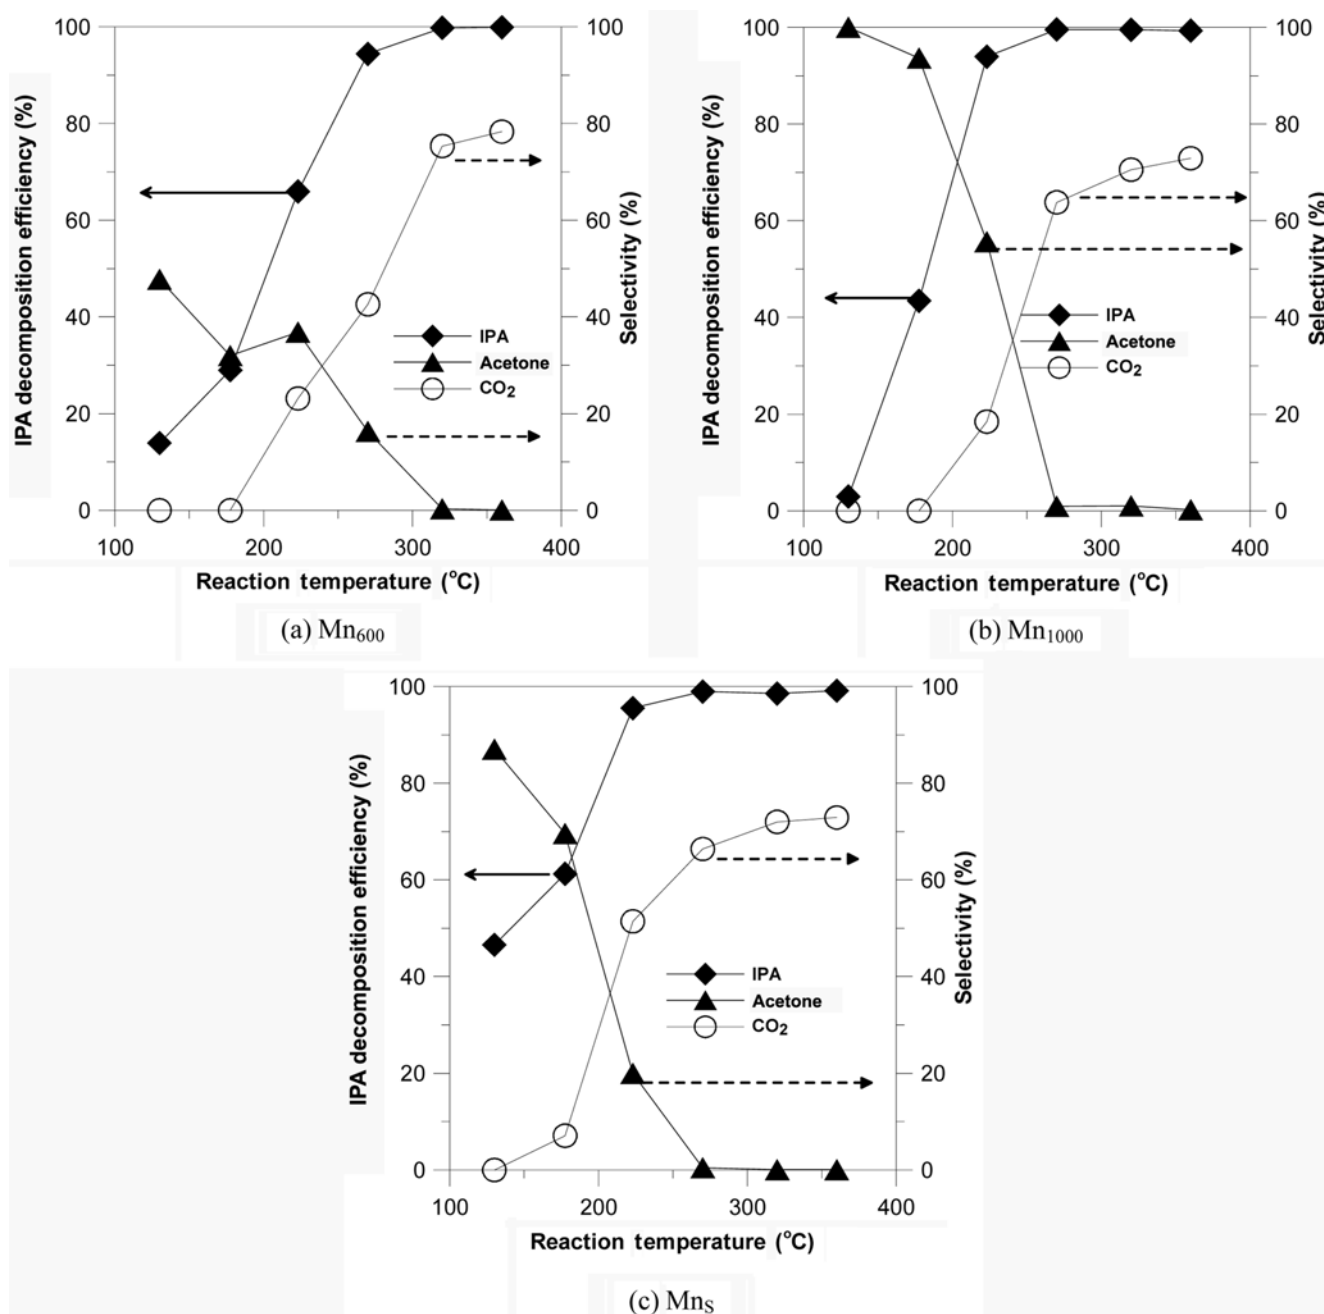 100
80
60
40
20
0
IPA decomposition efficiency (%)
100
80
60
40
20
0
Selectivity (%)
IPA
Acetone
CO₂
100
200
300
400
Reaction temperature (°C)
(a) Mn₆₀₀
100
80
60
40
20
0
IPA decomposition efficiency (%)
100
80
60
40
20
0
Selectivity (%)
IPA
Acetone
CO₂
100
200
300
400
Reaction temperature (°C)
(b) Mn₁₀₀₀
100
80
60
40
20
0
IPA decomposition efficiency (%)
100
80
60
40
20
0
Selectivity (%)
IPA
Acetone
CO₂
100
200
300
400
Reaction temperature (°C)
(c) Mn_S